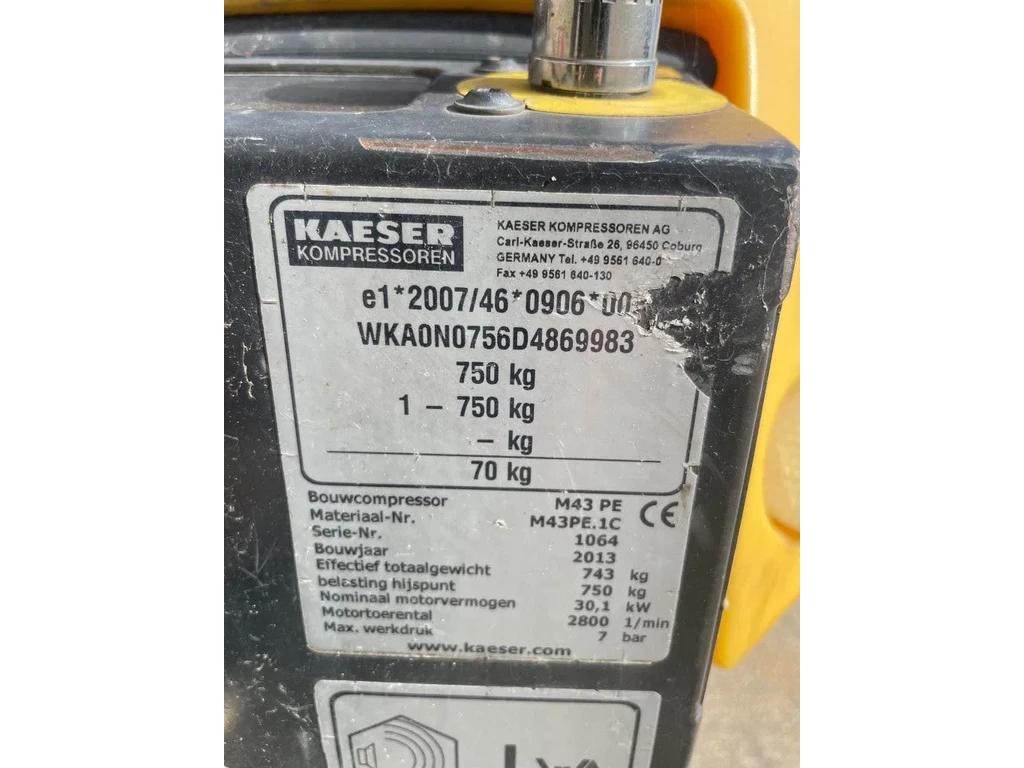 KAESER
KOMPRESSOREN
KAESER KOMPRESSOREN AG
Carl-Kaeser-Straße 26, 96450 Coburg
GERMANY Tel. +49 9561 640-0
Fax +49 9561 640-130
e1*2007/46*0906*00
WKA0N0756D4869983
750 kg
1 – 750 kg
– kg
70 kg
Bouwcompressor M43 PE
Materiaal-Nr. M43PE.1C
Serie-Nr. 1064
Bouwjaar 2013
Effectief totaalgewicht 743 kg
belasting hijspunt 750 kg
Nominaal motorvermogen 30,1 kW
Motortoerental 2800 1/min
Max. werkdruk 7 bar
CE
www.kaeser.com